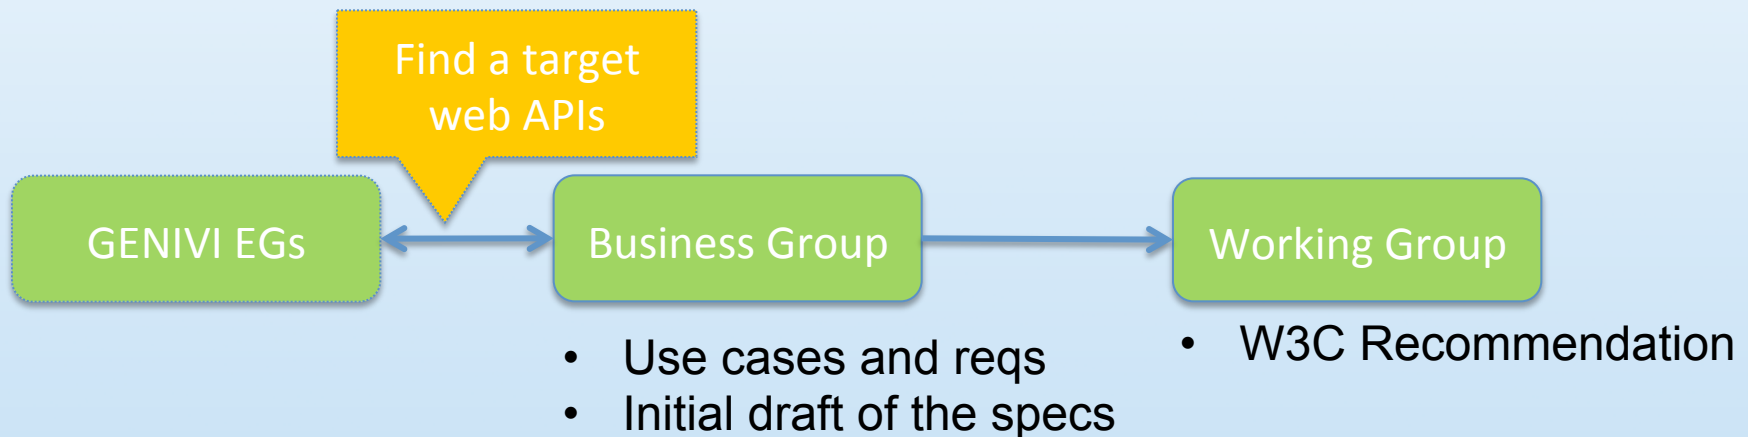 Find a target
web APIs
GENIVI EGs
Business Group
Working Group
• Use cases and reqs
• Initial draft of the specs
• W3C Recommendation